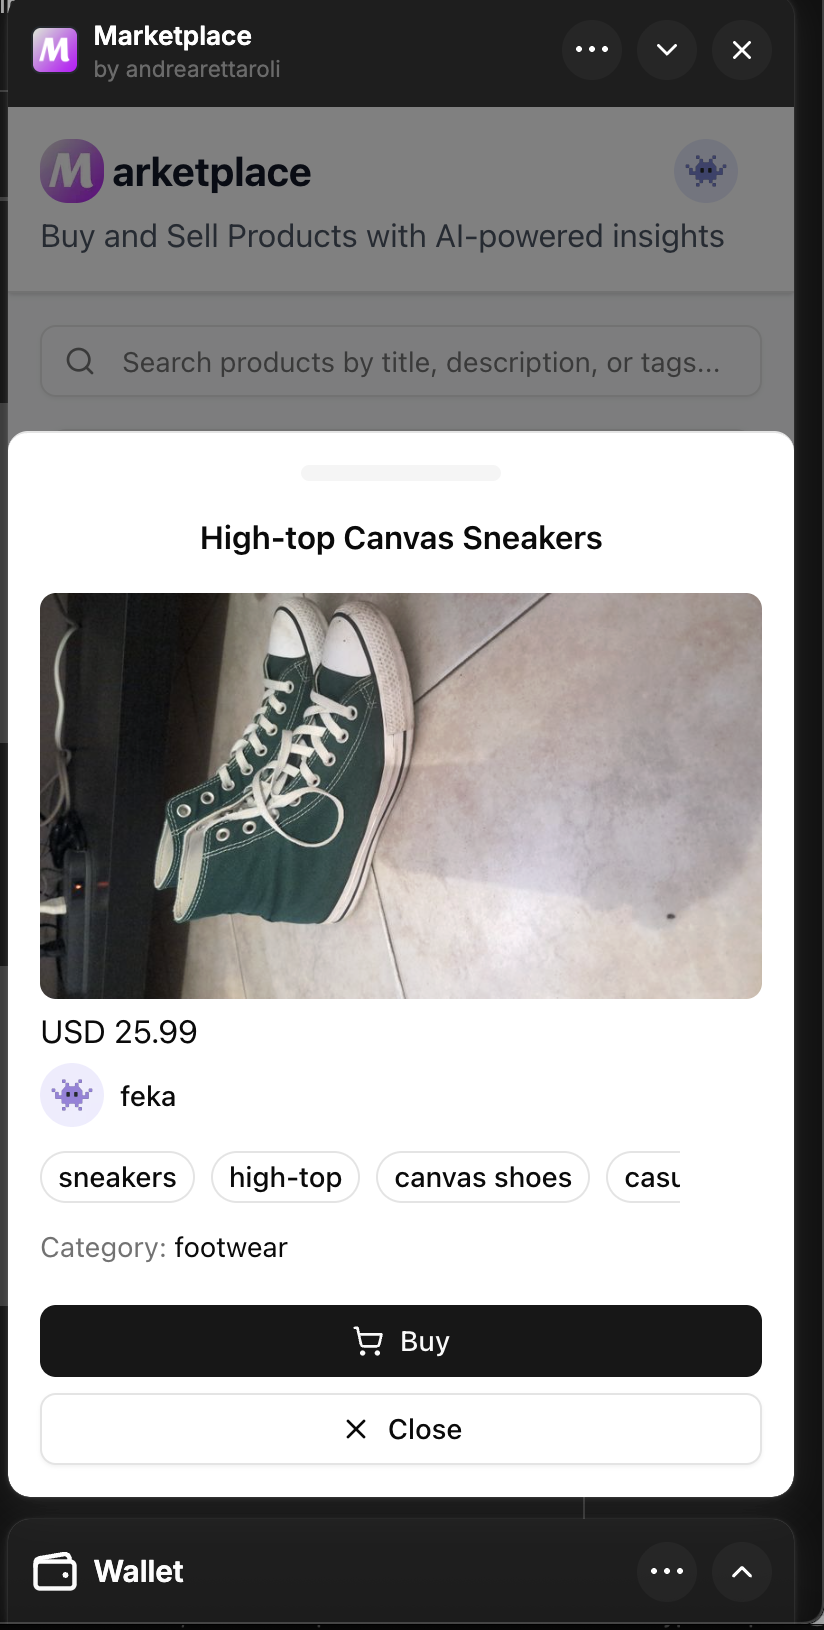 Marketplace
by andrearettaroli
M arketplace
Buy and Sell Products with AI-powered insights
Search products by title, description, or tags...
High-top Canvas Sneakers
USD 25.99
feka
sneakers high-top canvas shoes casu
Category: footwear
Buy
Close
Wallet